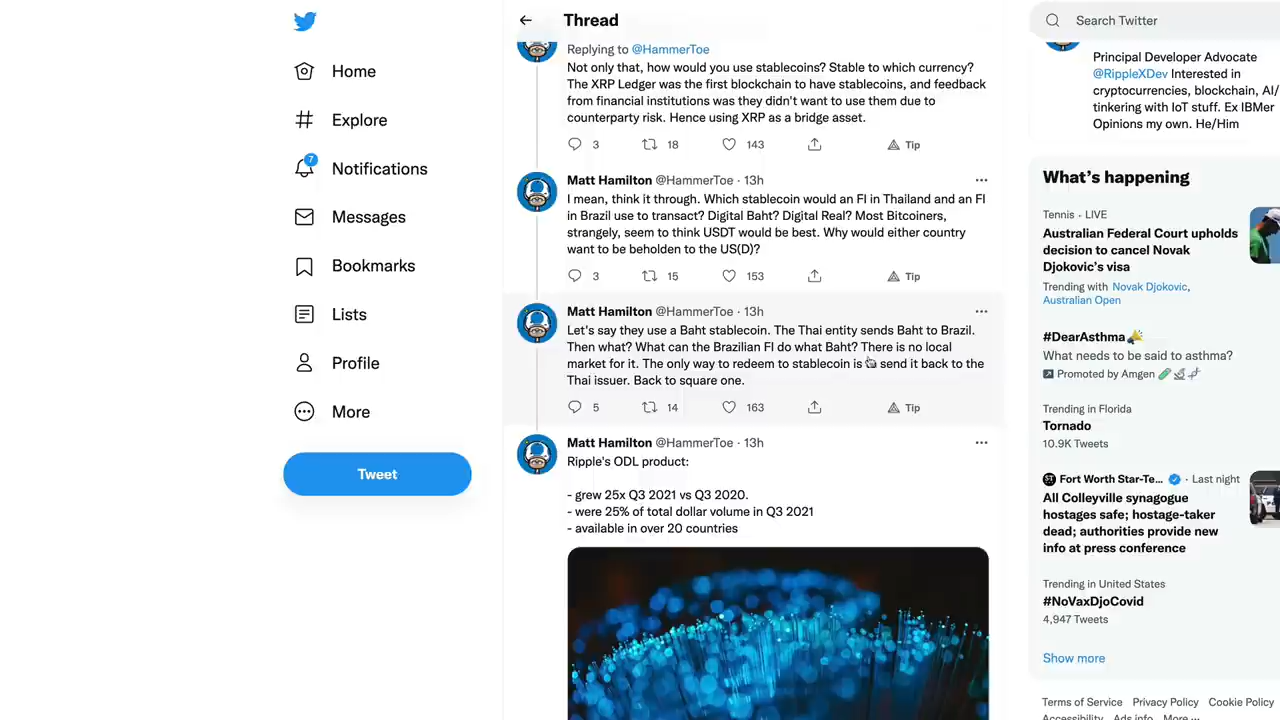 Home
Explore
7
Notifications
Messages
Bookmarks
Lists
Profile
More
Tweet
Thread
Replying to @HammerToe
Not only that, how would you use stablecoins? Stable to which currency?
The XRP Ledger was the first blockchain to have stablecoins, and feedback
from financial institutions was they didn't want to use them due to
counterparty risk. Hence using XRP as a bridge asset.
3 18 143 Tip
Matt Hamilton @HammerToe · 13h
I mean, think it through. Which stablecoin would an FI in Thailand and an FI
in Brazil use to transact? Digital Baht? Digital Real? Most Bitcoiners,
strangely, seem to think USDT would be best. Why would either country
want to be beholden to the US(D)?
3 15 153 Tip
Matt Hamilton @HammerToe · 13h
Let's say they use a Baht stablecoin. The Thai entity sends Baht to Brazil.
Then what? What can the Brazilian FI do what Baht? There is no local
market for it. The only way to redeem to stablecoin is send it back to the
Thai issuer. Back to square one.
5 14 163 Tip
Matt Hamilton @HammerToe · 13h
Ripple's ODL product:
- grew 25x Q3 2021 vs Q3 2020.
- were 25% of total dollar volume in Q3 2021
- available in over 20 countries
Search Twitter
Principal Developer Advocate
@RippleXDev Interested in
cryptocurrencies, blockchain, AI/
tinkering with IoT stuff. Ex IBMer
Opinions my own. He/Him
What's happening
Tennis · LIVE
Australian Federal Court upholds
decision to cancel Novak
Djokovic's visa
Trending with Novak Djokovic,
Australian Open
#DearAsthma
What needs to be said to asthma?
Promoted by Amgen
Trending in Florida
Tornado
10.9K Tweets
Fort Worth Star-Te... · Last night
All Colleyville synagogue
hostages safe; hostage-taker
dead; authorities provide new
info at press conference
Trending in United States
#NoVaxDjoCovid
4,947 Tweets
Show more
Terms of Service Privacy Policy Cookie Policy
Accessibility Ads info More ...